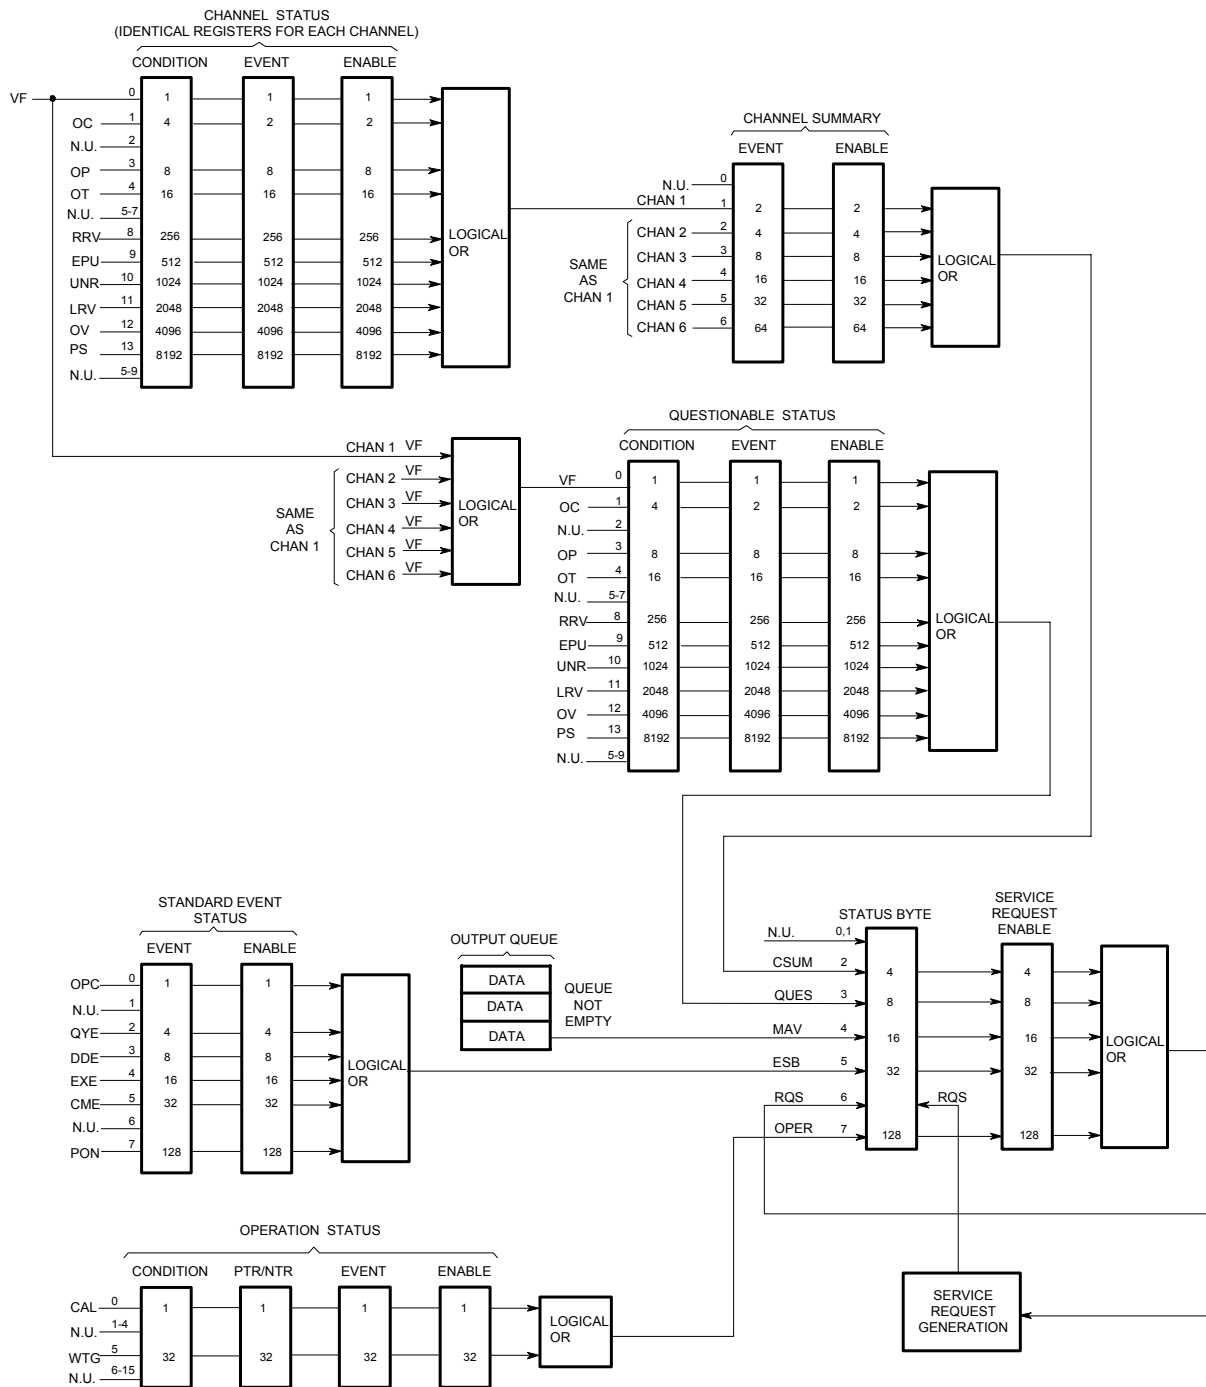 CHANNEL STATUS
(IDENTICAL REGISTERS FOR EACH CHANNEL)
CONDITION EVENT ENABLE
VF 0 1 1 1
OC 1 4 2 2
N.U. 2
OP 3 8 8 8
OT 4 16 16 16
N.U. 5-7
RRV 8 256 256 256
EPU 9 512 512 512
UNR 10 1024 1024 1024
LRV 11 2048 2048 2048
OV 12 4096 4096 4096
PS 13 8192 8192 8192
N.U. 5-9
LOGICAL
OR
CHANNEL SUMMARY
EVENT ENABLE
N.U. 0
CHAN 1 1 2 2
CHAN 2 2 4 4
CHAN 3 3 8 8
CHAN 4 4 16 16
CHAN 5 5 32 32
CHAN 6 6 64 64
SAME
AS
CHAN 1
LOGICAL
OR
CHAN 1 VF
CHAN 2 VF
CHAN 3 VF
CHAN 4 VF
CHAN 5 VF
CHAN 6 VF
SAME
AS
CHAN 1
LOGICAL
OR
QUESTIONABLE STATUS
CONDITION EVENT ENABLE
VF 0 1 1 1
OC 1 4 2 2
N.U. 2
OP 3 8 8 8
OT 4 16 16 16
N.U. 5-7
RRV 8 256 256 256
EPU 9 512 512 512
UNR 10 1024 1024 1024
LRV 11 2048 2048 2048
OV 12 4096 4096 4096
PS 13 8192 8192 8192
N.U. 5-9
LOGICAL
OR
STANDARD EVENT
STATUS
EVENT ENABLE
OPC 0 1 1
N.U. 1
QYE 2 4 4
DDE 3 8 8
EXE 4 16 16
CME 5 32 32
N.U. 6
PON 7 128 128
LOGICAL
OR
OUTPUT QUEUE
DATA
DATA
DATA
QUEUE
NOT
EMPTY
STATUS BYTE
SERVICE
REQUEST
ENABLE
N.U. 0,1
CSUM 2 4 4
QUES 3 8 8
MAV 4 16 16
ESB 5 32 32
RQS 6 RQS
OPER 7 128 128
LOGICAL
OR
OPERATION STATUS
CONDITION PTR/NTR EVENT ENABLE
CAL 0 1 1 1 1
N.U. 1-4
WTG 5 32 32 32 32
N.U. 6-15
LOGICAL
OR
SERVICE
REQUEST
GENERATION